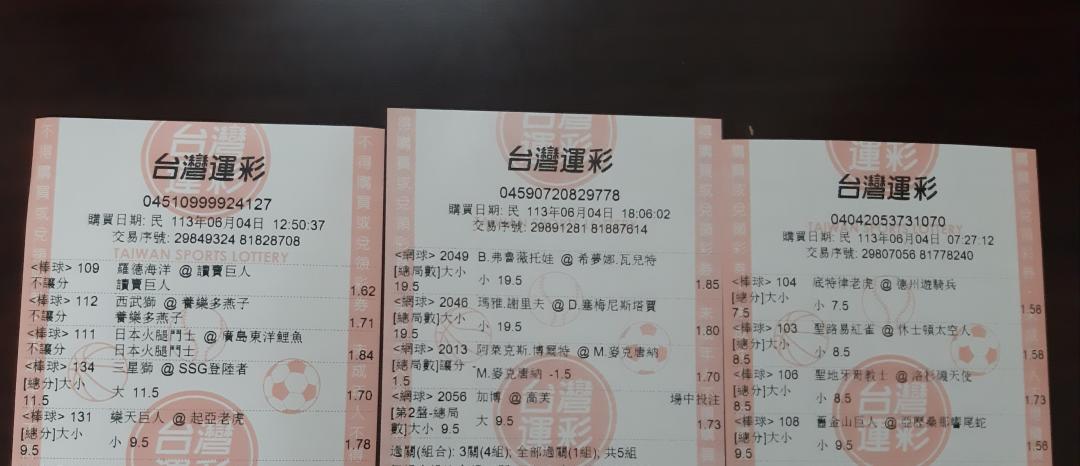 台灣運彩
04510999924127
購買日期: 民 113年06月04日 12:50:37
交易序號: 29849324 81828708
TAIWAN SPORTS LOTTERY
<棒球> 109 羅德海洋 @ 讀賣巨人
不讓分 讀賣巨人 1.62
<棒球> 112 西武獅 @ 養樂多燕子
不讓分 養樂多燕子 1.71
<棒球> 111 日本火腿鬥士 @ 廣島東洋鯉魚
不讓分 日本火腿鬥士 1.84
<棒球> 134 三星獅 @ SSG登陸者
[總分]大小
11.5 大 11.5 1.70
<棒球> 131 樂天巨人 @ 起亞老虎
[總分]大小
9.5 小 9.5 1.78
台灣運彩
04590720829778
購買日期: 民 113年06月04日 18:06:02
交易序號: 29891281 81887614
<網球> 2049 B.弗魯薇托娃 @ 希夢娜.瓦兒特
[總局數]大小
19.5 小 19.5 1.85
<網球> 2046 瑪雅.謝里夫 @ D.塞梅尼斯塔賈
[總局數]大小
19.5 小 19.5 1.80
<網球> 2013 阿萊克斯.博爾特 @ M.麥克唐納
[總局數]讓分
1.5 M.麥克唐納 -1.5 1.70
<網球> 2056 加博 @ 高芙 場中投注
[第2盤-總局
數]大小 9.5 大 9.5 1.73
過關(組合): 3關(4組); 全部過關(1組); 共5組
台灣運彩
04042053731070
TAIWAN SPORTS LOTTERY
購買日期: 民 113年06月04日 07:27:12
交易序號: 29807056 81778240
<棒球> 104 底特律老虎 @ 德州遊騎兵
[總分]大小
7.5 小 7.5 1.58
<棒球> 103 聖路易紅雀 @ 休士頓太空人
[總分]大小
8.5 小 8.5 1.58
<棒球> 106 聖地牙哥教士 @ 洛杉磯天使
[總分]大小
8.5 小 8.5 1.73
<棒球> 108 舊金山巨人 @ 亞歷桑那響尾蛇
[總分]大小
9.5 小 9.5 1.58